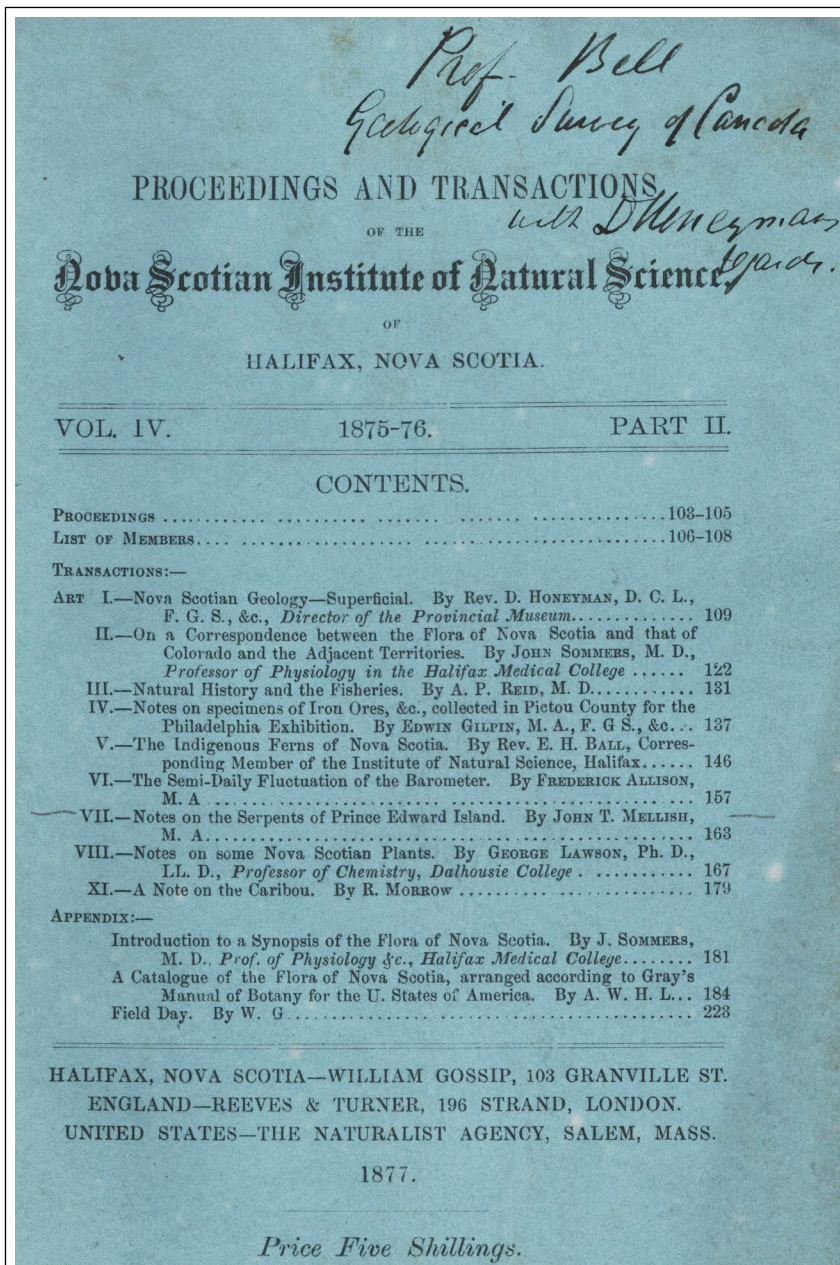 Prof. Bell
Geological Survey of Canada
PROCEEDINGS AND TRANSACTIONS
with D Honeymans
OF THE
regards.
Nova Scotian Institute of Natural Science,
OF
HALIFAX, NOVA SCOTIA.
VOL. IV. 1875-76. PART II.
CONTENTS.
PROCEEDINGS ........................................ 103-105
LIST OF MEMBERS........................................106-108
TRANSACTIONS:—
ART I.—Nova Scotian Geology—Superficial. By Rev. D. HONEYMAN, D. C. L.,
F. G. S., &c., Director of the Provincial Museum.............. 109
II.—On a Correspondence between the Flora of Nova Scotia and that of
Colorado and the Adjacent Territories. By JOHN SOMMERS, M. D.,
Professor of Physiology in the Halifax Medical College ...... 122
III.—Natural History and the Fisheries. By A. P. REID, M. D........... 131
IV.—Notes on specimens of Iron Ores, &c., collected in Pictou County for the
Philadelphia Exhibition. By EDWIN GILPIN, M. A., F. G S., &c... 137
V.—The Indigenous Ferns of Nova Scotia. By Rev. E. H. BALL, Corres-
ponding Member of the Institute of Natural Science, Halifax...... 146
VI.—The Semi-Daily Fluctuation of the Barometer. By FREDERICK ALLISON,
M. A ........................................ 157
VII.—Notes on the Serpents of Prince Edward Island. By JOHN T. MELLISH,
M. A........................................ 163
VIII.—Notes on some Nova Scotian Plants. By GEORGE LAWSON, Ph. D.,
LL. D., Professor of Chemistry, Dalhousie College . ........... 167
XI.—A Note on the Caribou. By R. MORROW ........................ 179
APPENDIX:—
Introduction to a Synopsis of the Flora of Nova Scotia. By J. SOMMERS,
M. D., Prof. of Physiology &c., Halifax Medical College........ 181
A Catalogue of the Flora of Nova Scotia, arranged according to Gray's
Manual of Botany for the U. States of America. By A. W. H. L... 184
Field Day. By W. G........................................ 223
HALIFAX, NOVA SCOTIA—WILLIAM GOSSIP, 103 GRANVILLE ST.
ENGLAND—REEVES & TURNER, 196 STRAND, LONDON.
UNITED STATES—THE NATURALIST AGENCY, SALEM, MASS.
1877.
Price Five Shillings.